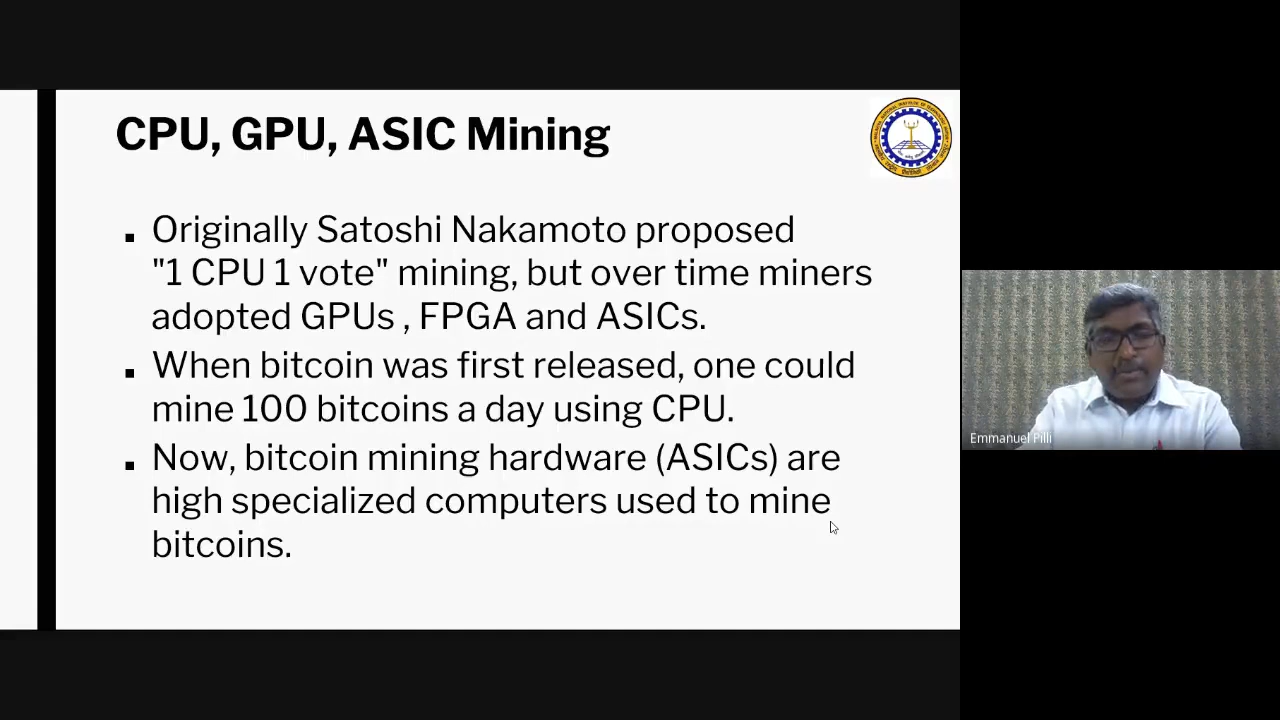 CPU, GPU, ASIC Mining
▪ Originally Satoshi Nakamoto proposed
"1 CPU 1 vote" mining, but over time miners
adopted GPUs , FPGA and ASICs.
▪ When bitcoin was first released, one could
mine 100 bitcoins a day using CPU.
▪ Now, bitcoin mining hardware (ASICs) are
high specialized computers used to mine
bitcoins.
Emmanuel Pilli